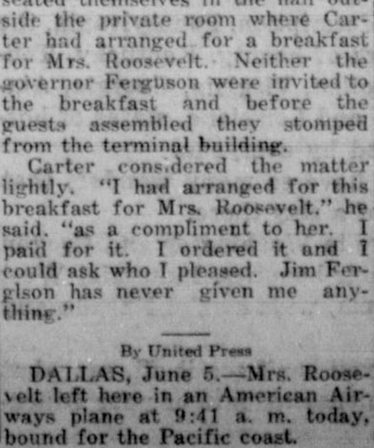 seated themselves in the hall out-
side the private room where Car-
ter had arranged for a breakfast
for Mrs. Roosevelt. Neither the
governor Ferguson were invited to
the breakfast and before the
guests assembled they stomped
from the terminal building.
Carter considered the matter
lightly. "I had arranged for this
breakfast for Mrs. Roosevelt." he
said. "as a compliment to her. I
paid for it. I ordered it and I
could ask who I pleased. Jim Fer-
glson has never given me any-
thing."
By United Press
DALLAS, June 5.—Mrs. Roose-
velt left here in an American Air-
ways plane at 9:41 a. m. today,
bound for the Pacific coast.